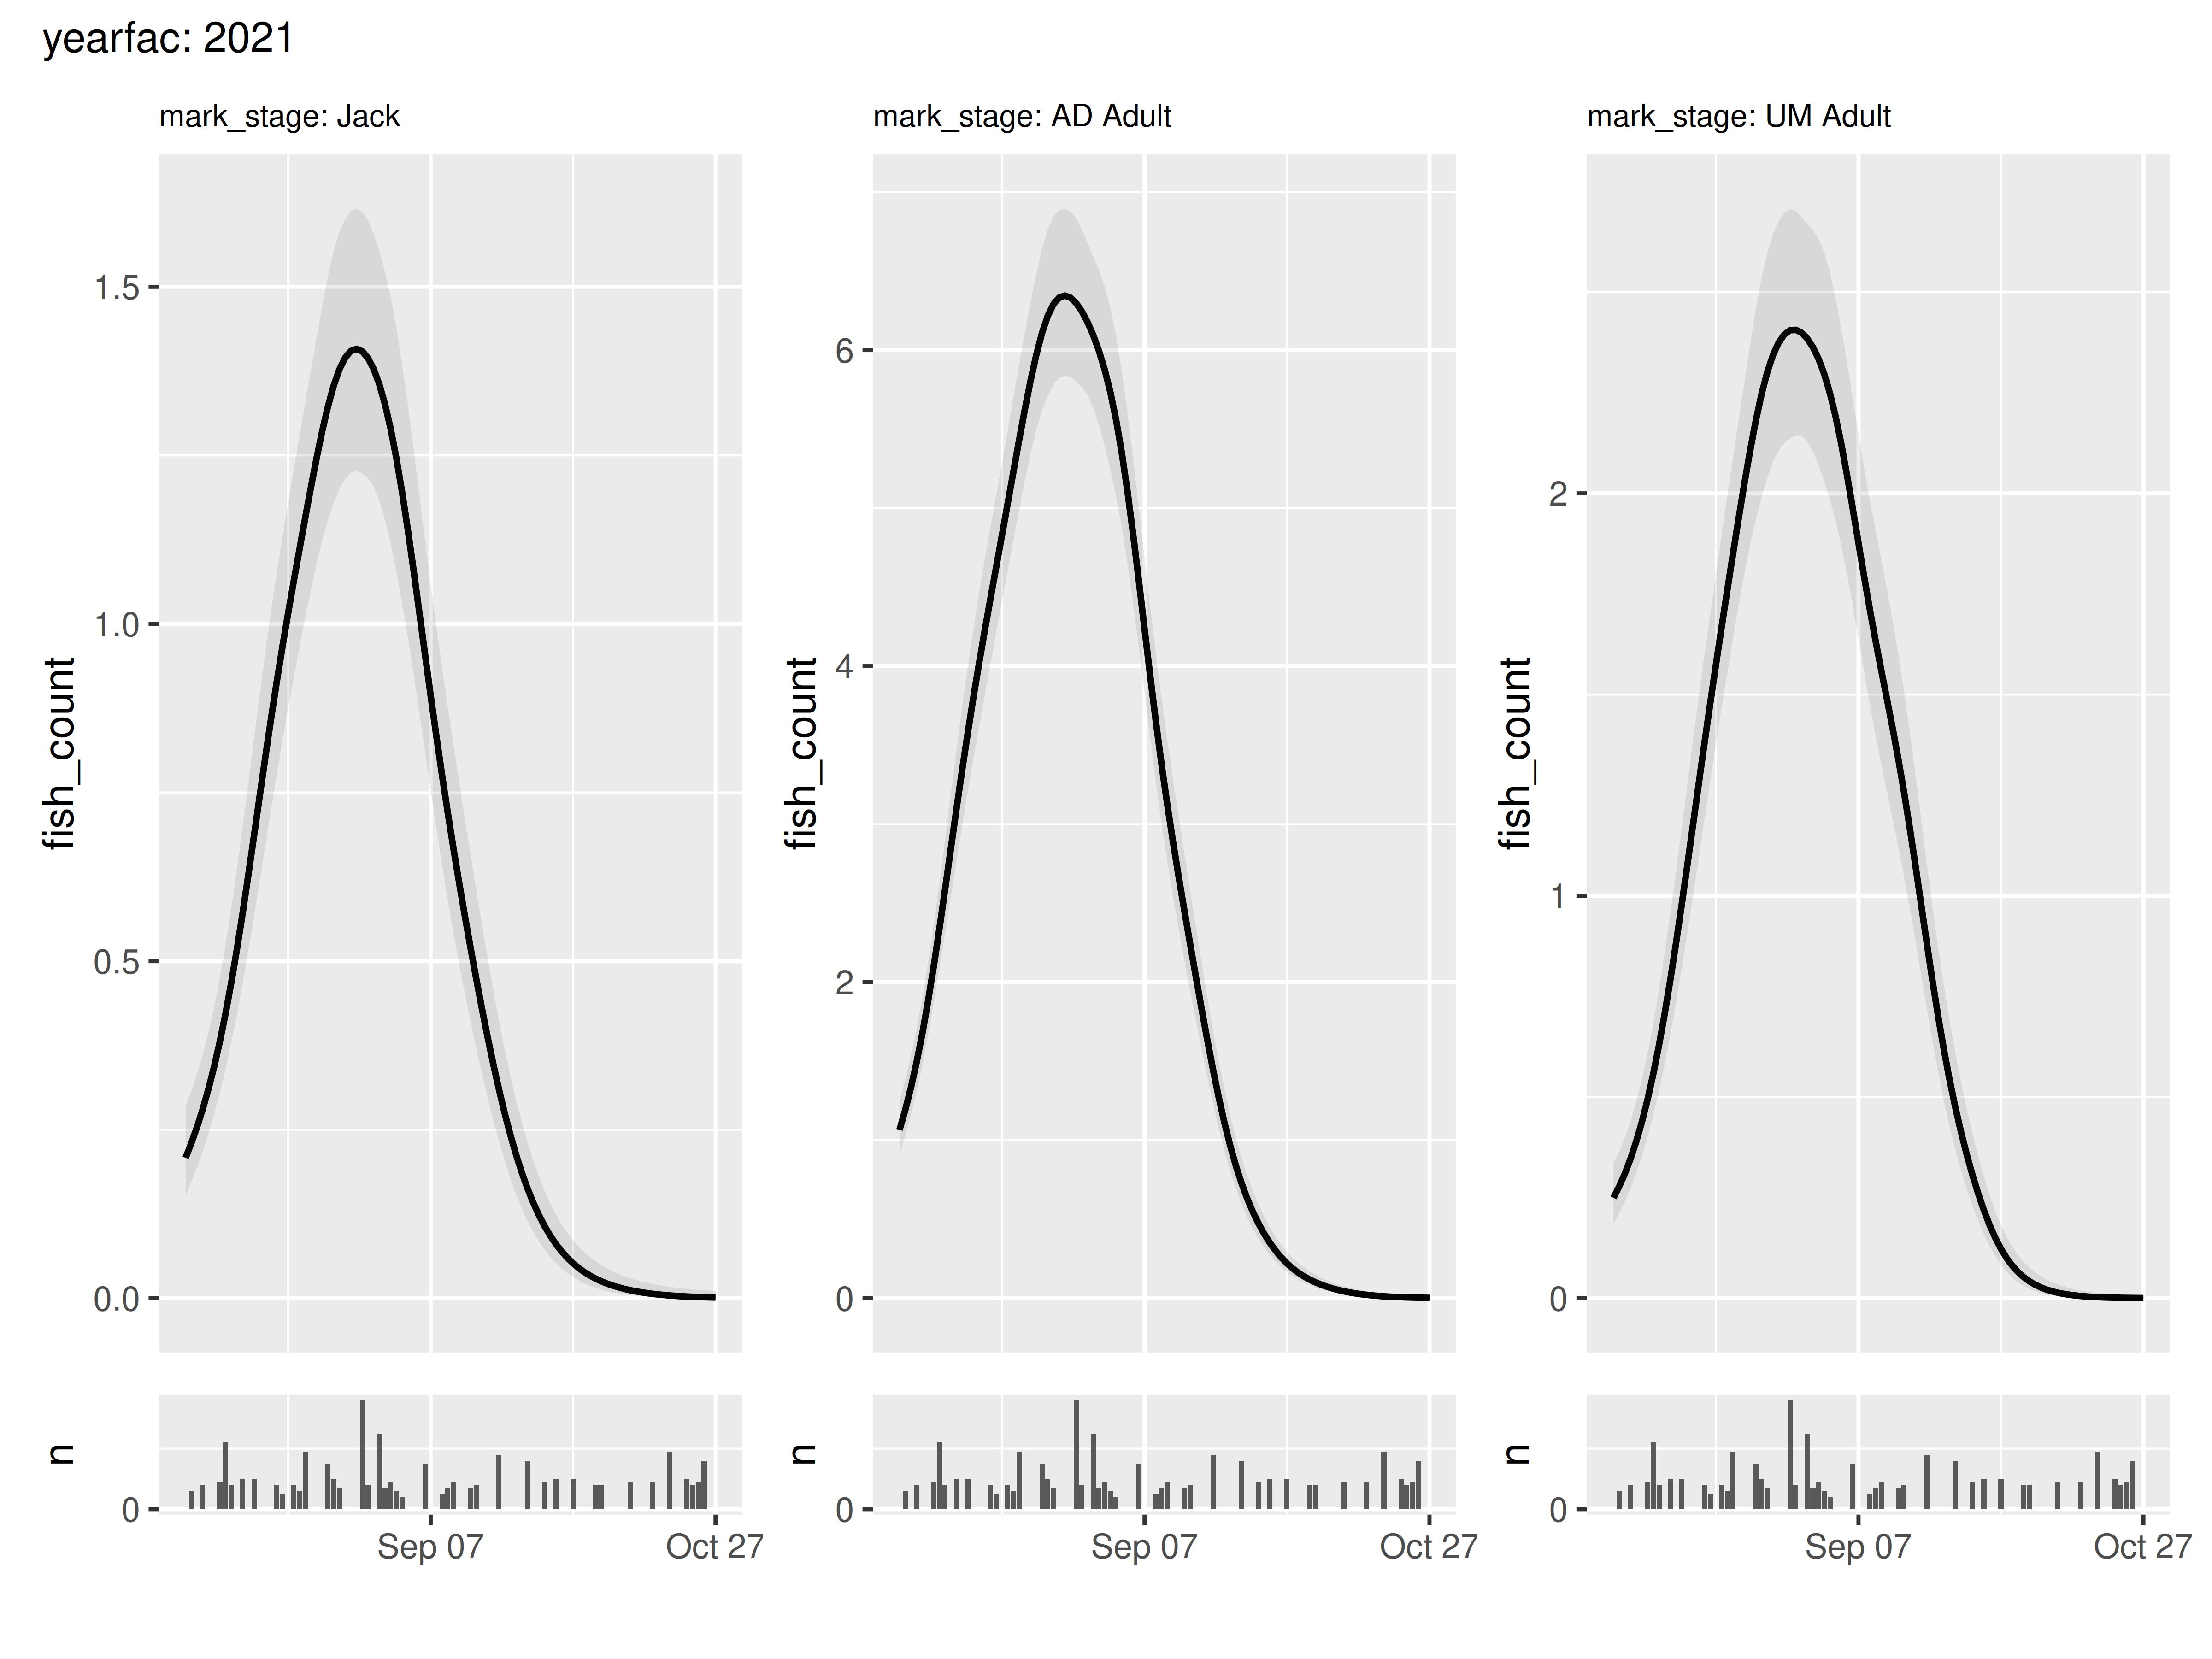 yearfac: 2021
mark_stage: Jack
mark_stage: AD Adult
mark_stage: UM Adult
fish_count
1.5
1.0
0.5
0.0
fish_count
6
4
2
0
fish_count
2
1
0
n
0
n
0
n
0
Sep 07
Oct 27
Sep 07
Oct 27
Sep 07
Oct 27